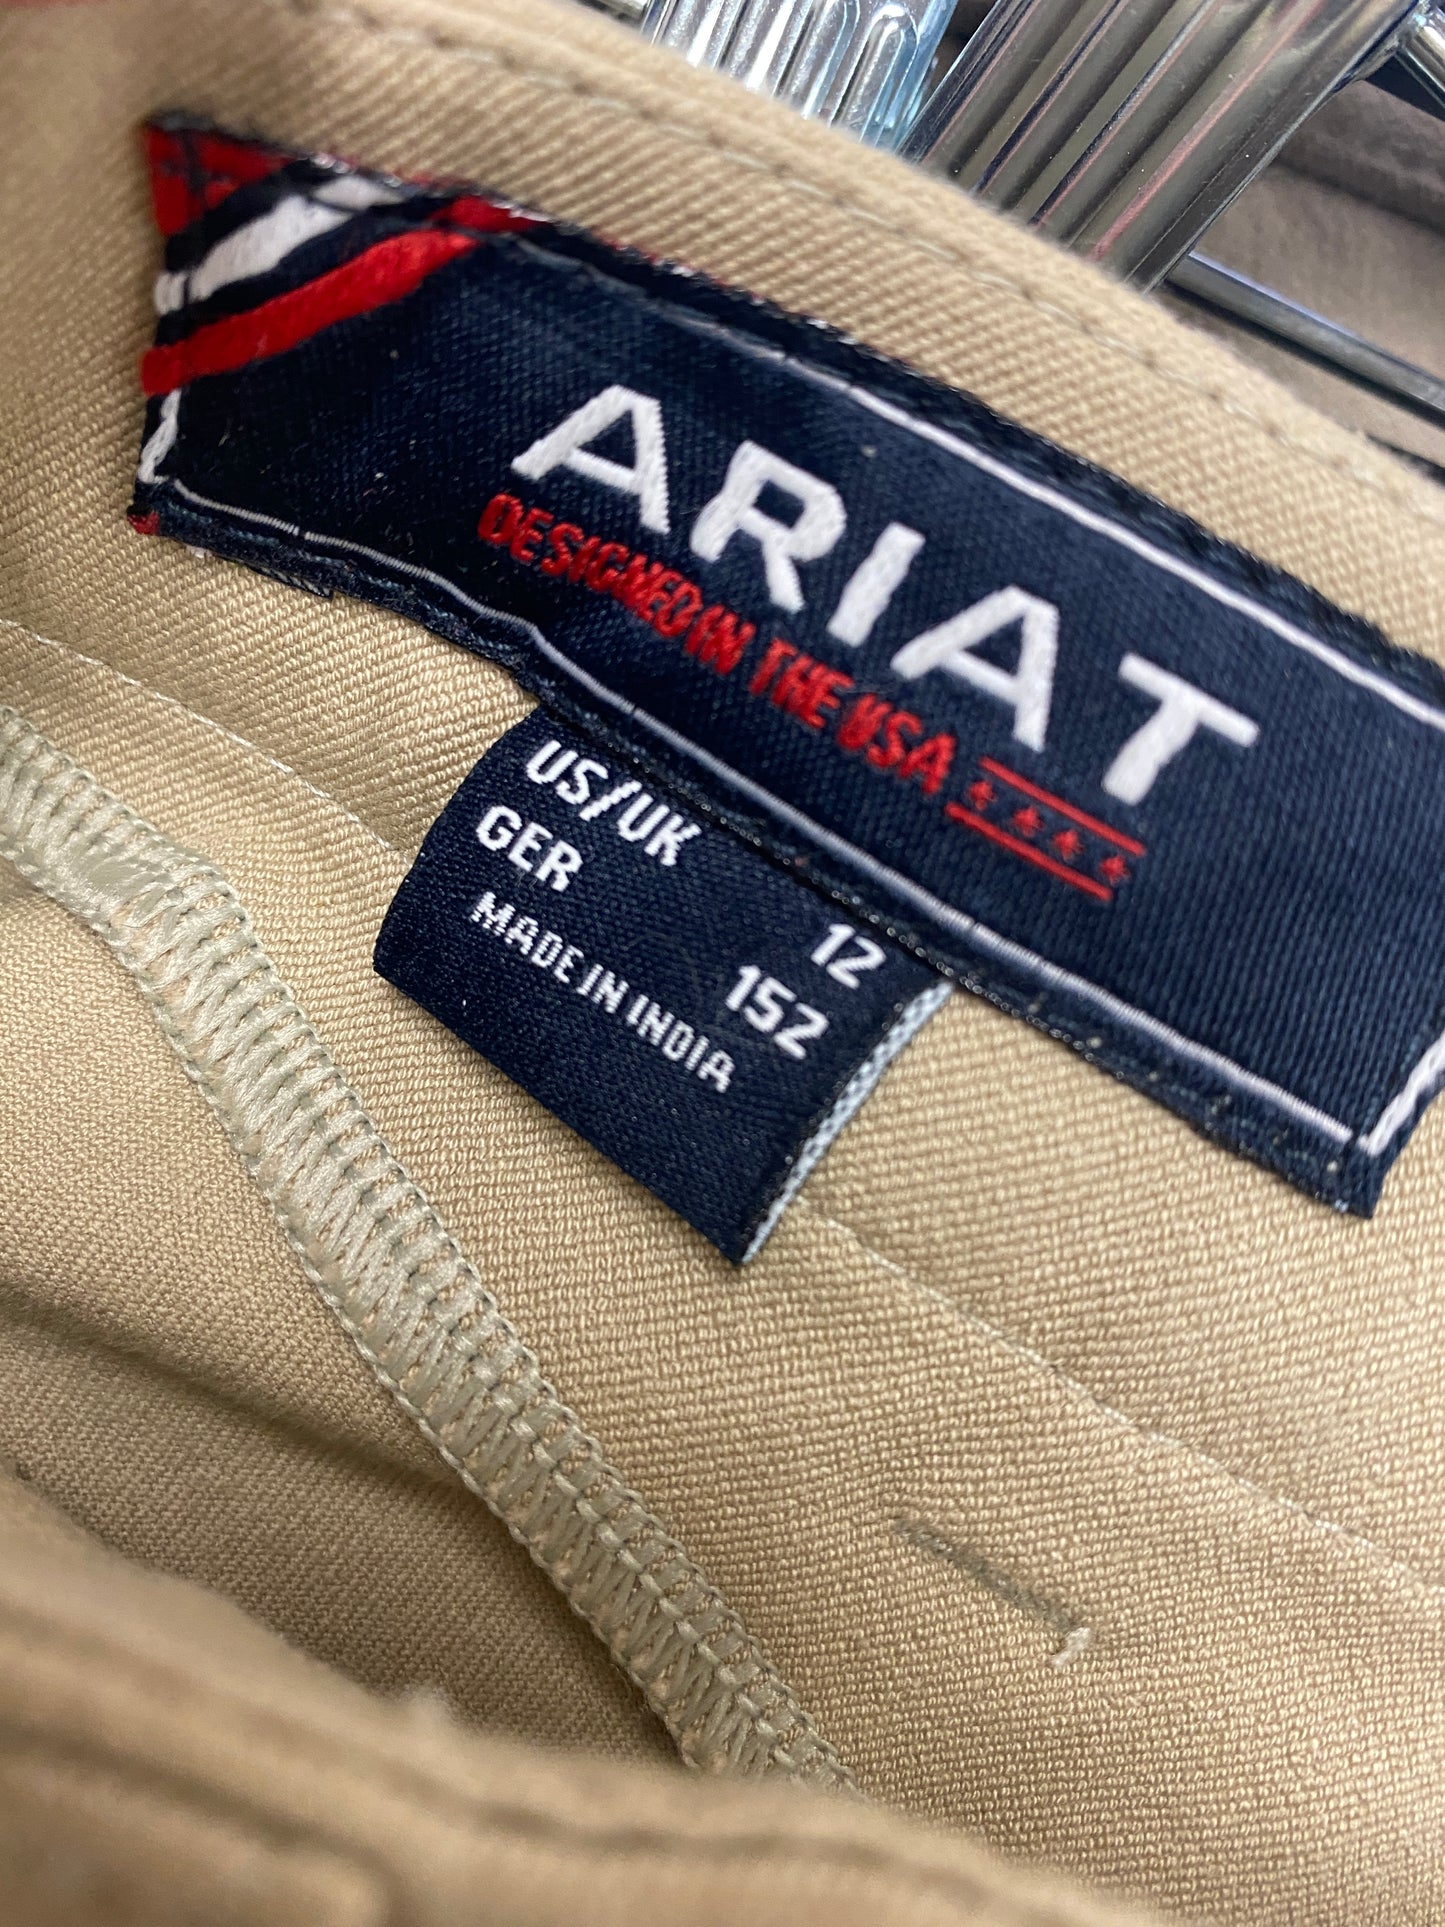 ARIAT
DESIGNED IN THE USA
US/UK 12
GER 152
MADE IN INDIA